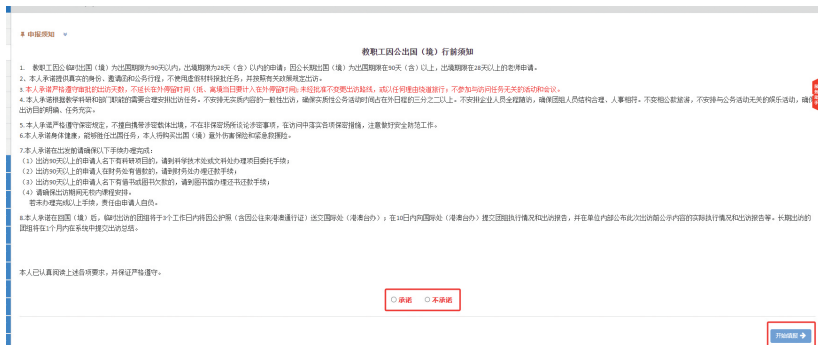 申报须知
教职工因公出国（境）行前须知
1. 教职工因公临时出国（境）为出国期限为90天以内，出境期限为28天（含）以内的申请；因公长期出国（境）为出国期限在90天（含）以上，出境期限在28天以上的老师申请。
2、本人承诺提供真实的身份、邀请函和公务行程，不使用虚假材料报批任务，并按照有关政策规定出访。
3.本人承诺严格遵守审批的出访天数，不延长在外停留时间（抵、离境当日要计入在外停留时间）；未经批准不变更出访路线，或以任何理由绕道旅行；不参加与访问任务无关的活动和会议。
4.本人承诺根据教学科研和部门职能的需要合理安排出访任务。不安排无实质内容的一般性出访，确保实质性公务活动时间占在外日程的三分之二以上。不安排企业人员全程随访，确保团组人员结构合理、人事相符。不变相公款旅游，不安排与公务活动无关的娱乐活动，确保
出访目的明确、任务充实。
5.本人承诺严格遵守保密规定，不擅自携带涉密载体出境，不在非保密场所谈论涉密事项，在访问中落实各项保密措施，注意做好安全防范工作。
6.本人承诺身体健康，能够胜任出国任务，本人将购买出国（境）意外伤害保险和紧急救援险。
7.本人承诺在出发前请确保以下手续办理完成：
（1）出访90天以上的申请人名下有科研项目的，请到科学技术处或文科处办理项目委托手续；
（2）出访90天以上的申请人在财务处有借款的，请到财务处办理还款手续；
（3）出访90天以上的申请人名下有借书或图书欠款的，请到图书馆办理还书还款手续；
（4）请确保出访期间无校内课程安排。
若未办理完成以上手续，责任由申请人自负。
8.本人承诺在回国（境）后，临时出访的团组将于3个工作日内将因公护照（含因公往来港澳通行证）送交国际处（港澳台办）；在10日内向国际处（港澳台办）提交团组执行情况和出访报告，并在单位内部公布此次出访前公示内容的实际执行情况和出访报告等。长期出访的
团组将在1个月内在系统中提交出访总结。
本人已认真阅读上述各项要求，并保证严格遵守。
承诺 不承诺
开始填报